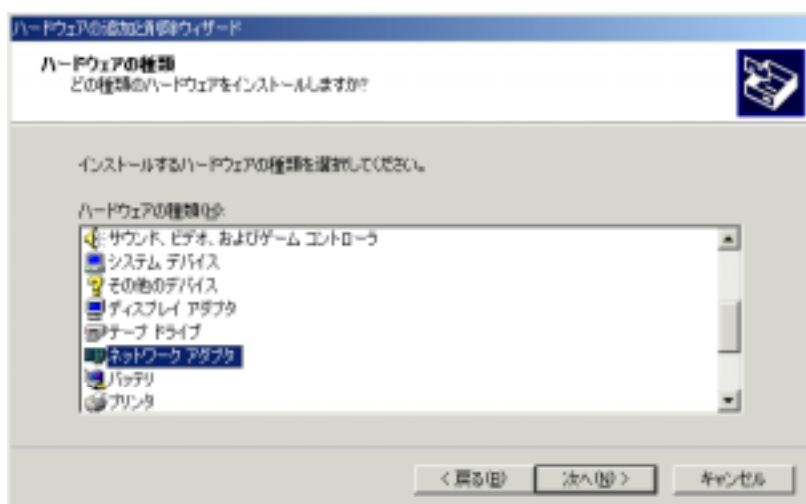 ハードウェアの追加と削除ウィザード
ハードウェアの種類
どの種類のハードウェアをインストールしますか?
インストールするハードウェアの種類を選択してください。
ハードウェアの種類(H):
サウンド、ビデオ、およびゲーム コントローラ
システム デバイス
その他のデバイス
ディスプレイ アダプタ
テープ ドライブ
ネットワーク アダプタ
バッテリ
プリンタ
< 戻る(B)
次へ(N) >
キャンセル